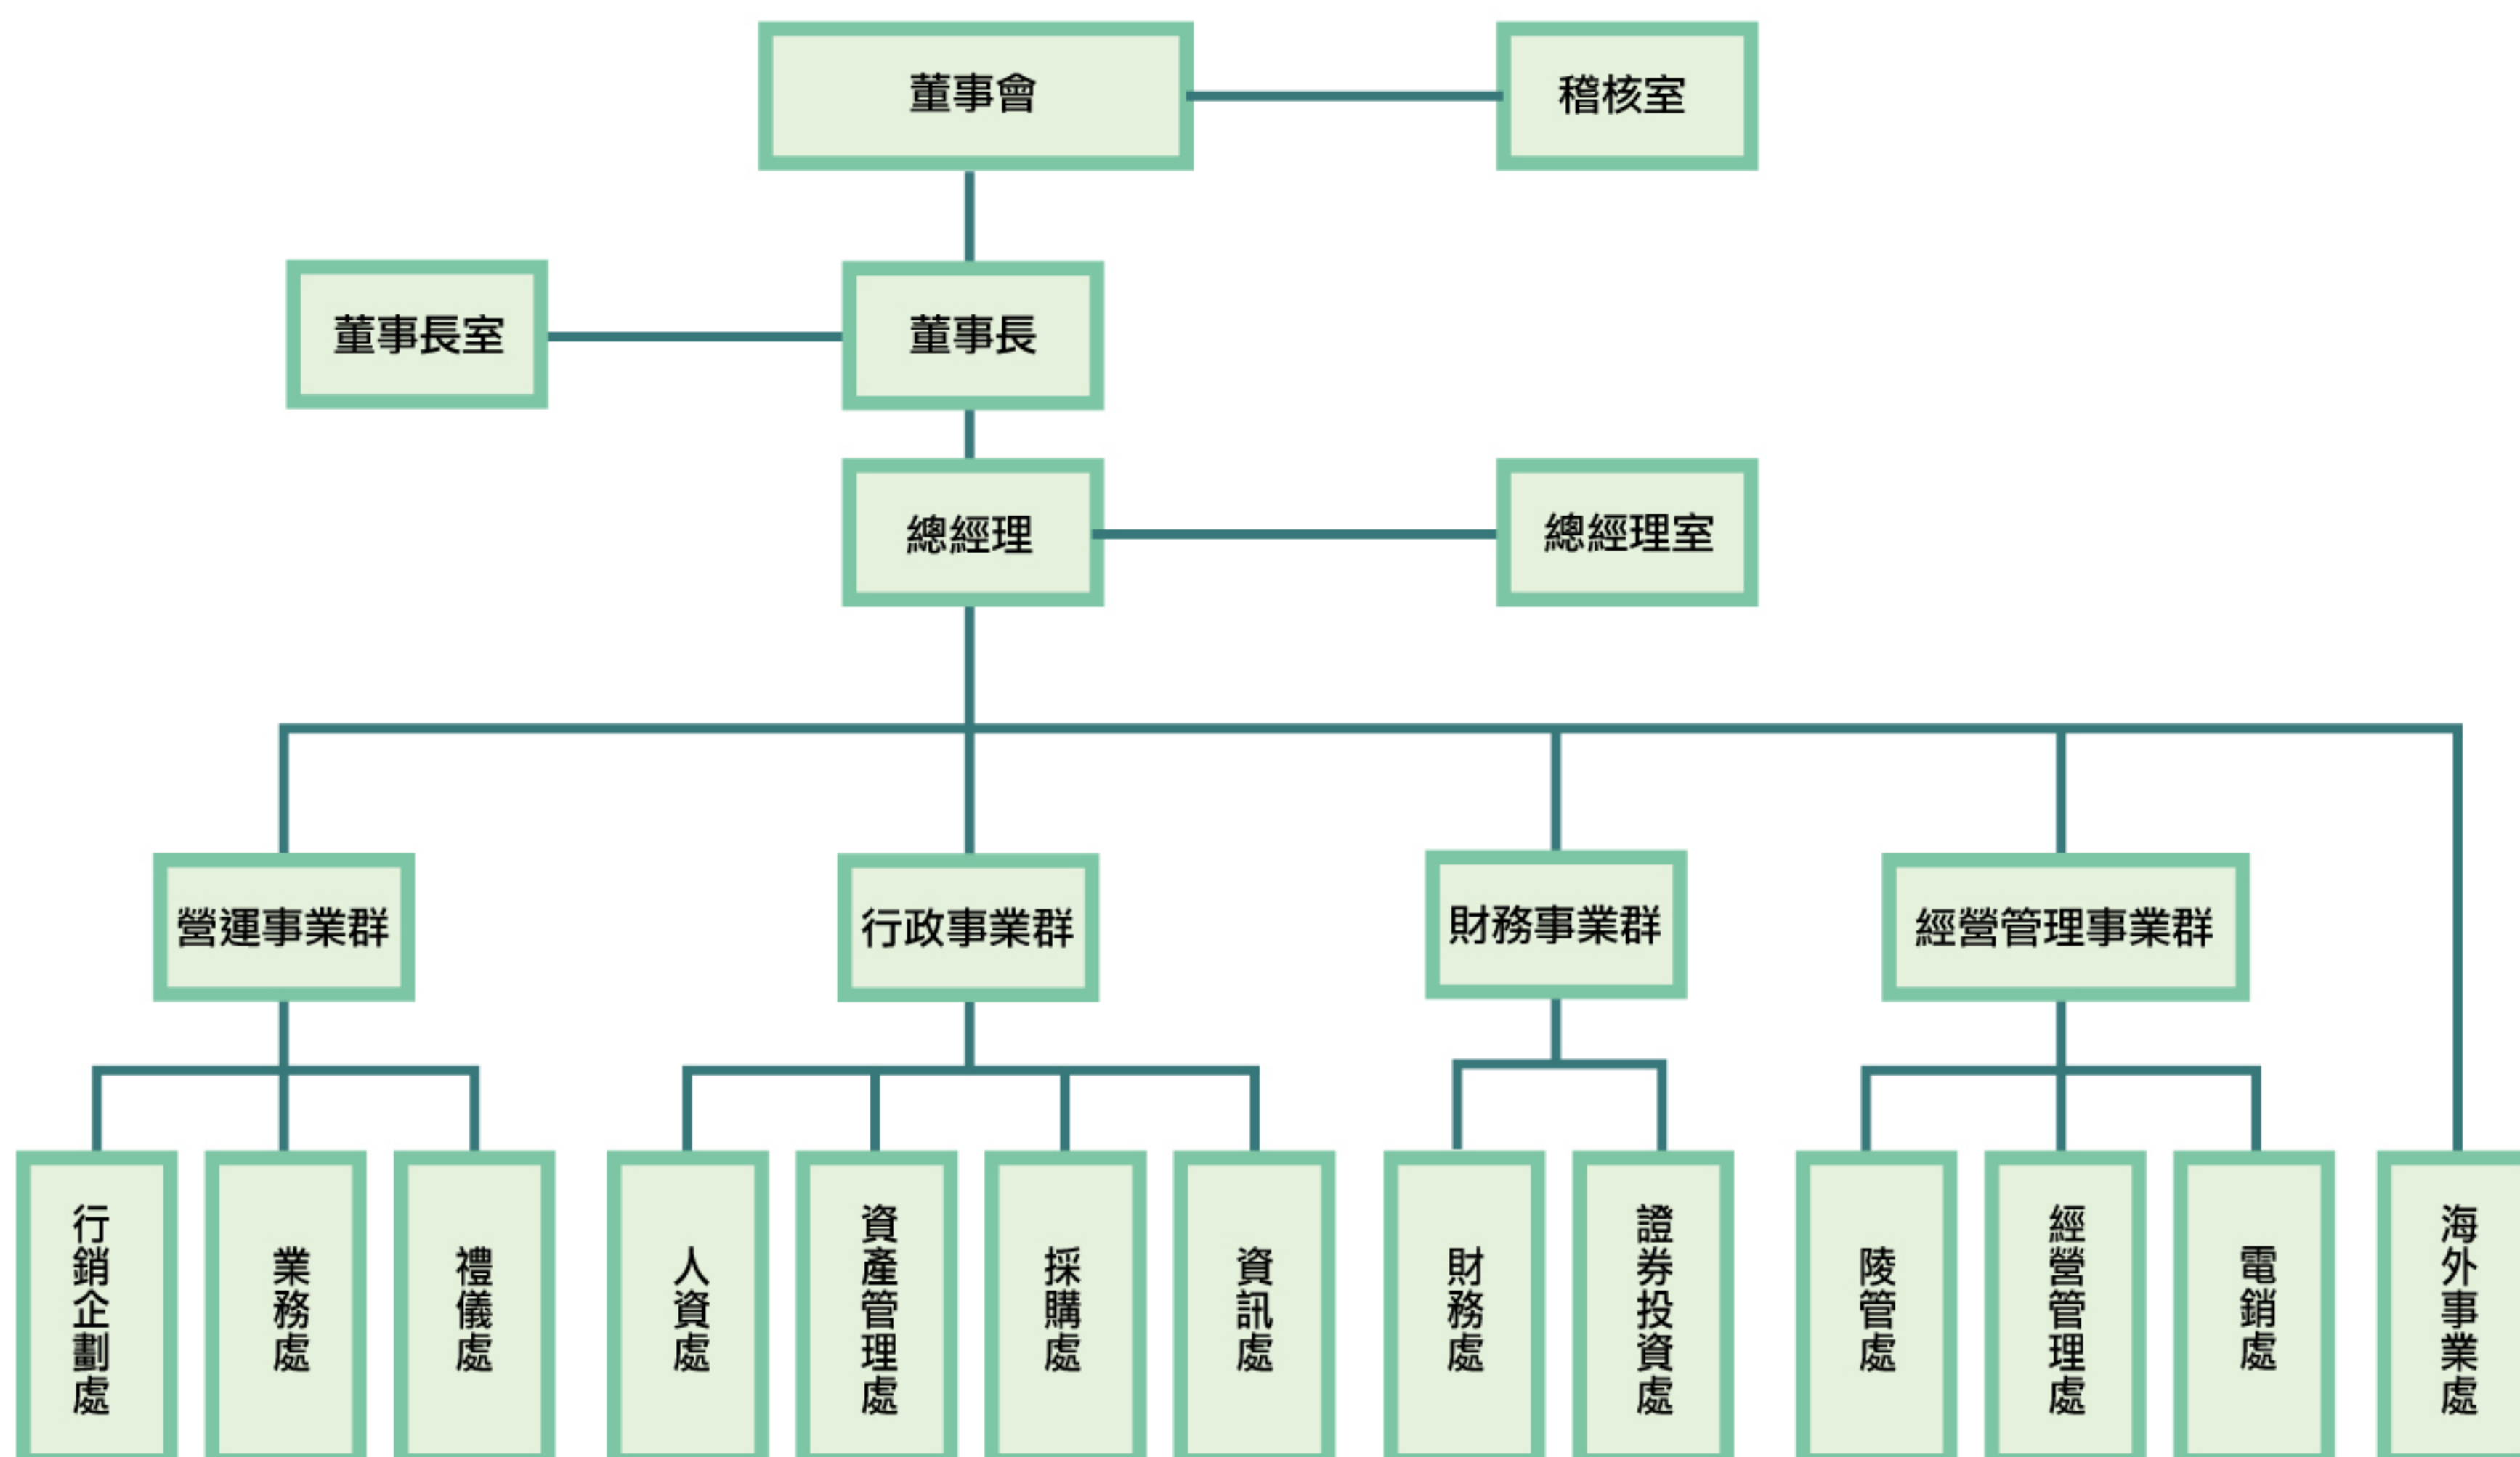 董事會
稽核室
董事長室
董事長
總經理
總經理室
營運事業群
行政事業群
財務事業群
經營管理事業群
行銷企劃處
業務處
禮儀處
人資處
資產管理處
採購處
資訊處
財務處
證券投資處
陵管處
經營管理處
電銷處
海外事業處